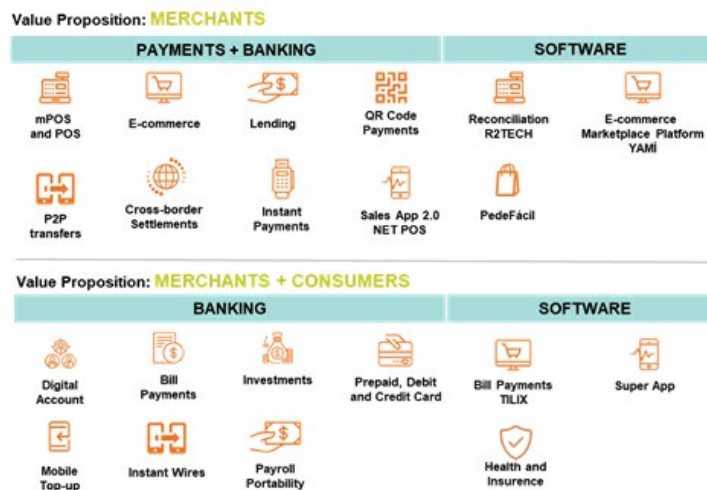 Value Proposition: MERCHANTS
PAYMENTS + BANKING
SOFTWARE
mPOS
and POS
E-commerce
Lending
QR Code
Payments
Reconciliation
R2TECH
E-commerce
Marketplace Platform
YAMÍ
P2P
transfers
Cross-border
Settlements
Instant
Payments
Sales App 2.0
NET POS
PedeFácil
Value Proposition: MERCHANTS + CONSUMERS
BANKING
SOFTWARE
Digital
Account
Bill
Payments
Investments
Prepaid, Debit
and Credit Card
Bill Payments
TILIX
Super App
Mobile
Top-up
Instant Wires
Payroll
Portability
Health and
Insurence